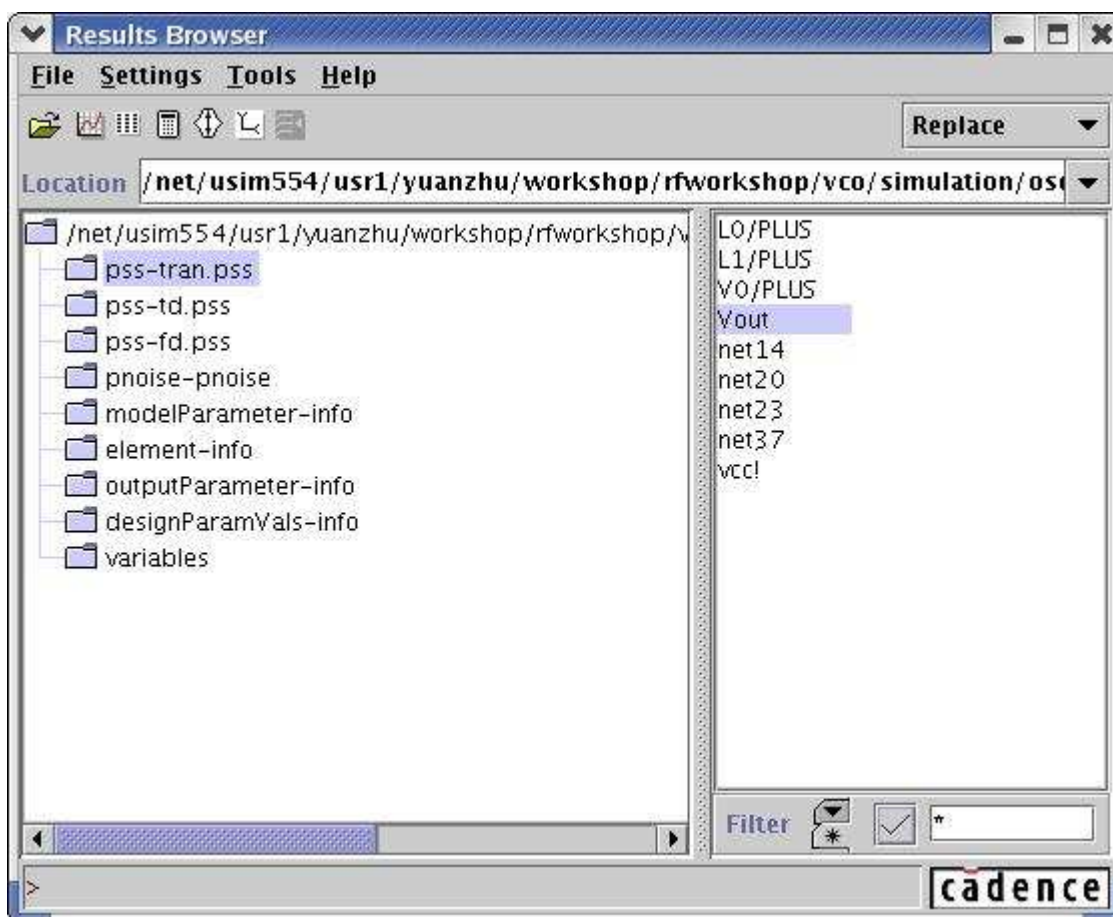 Results Browser
File Settings Tools Help
Replace
Location /net/usim554/usr1/yuanzhu/workshop/rfworkshop/vco/simulation/os
/net/usim554/usr1/yuanzhu/workshop/rfworkshop/v
pss-tran.pss
pss-td.pss
pss-fd.pss
pnoise-pnoise
modelParameter-info
element-info
outputParameter-info
designParamVals-info
variables
L0/PLUS
L1/PLUS
V0/PLUS
Vout
net14
net20
net23
net37
vcc!
Filter *
>
cādence